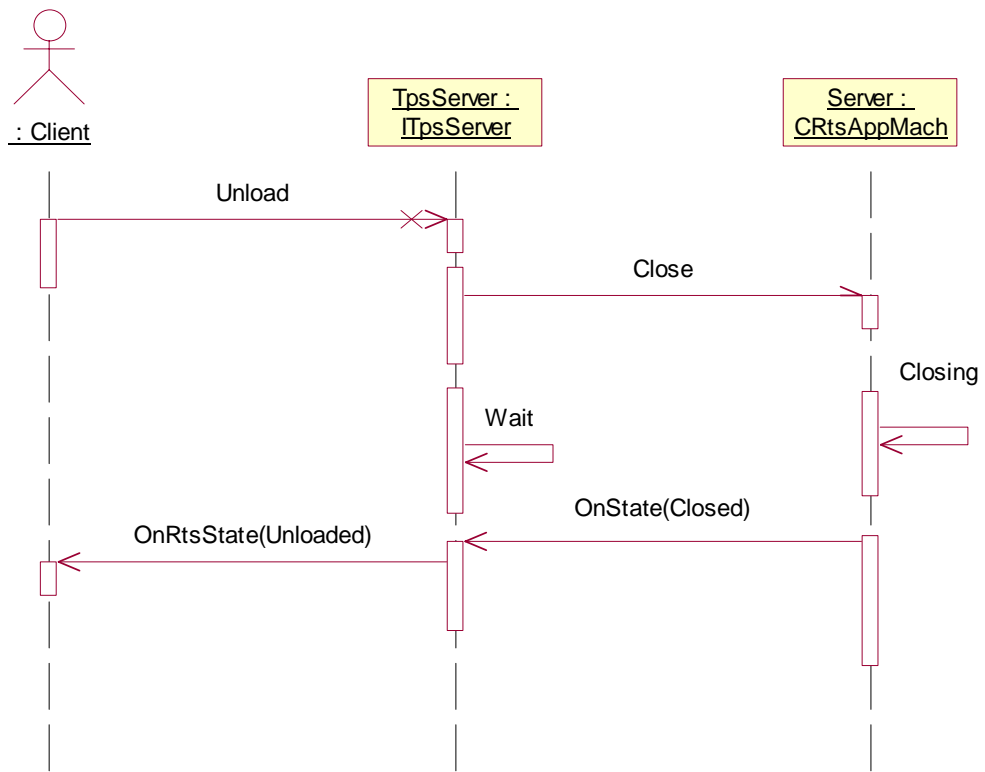 : Client
TpsServer :
ITpsServer
Server :
CRtsAppMach
Unload
Close
Closing
Wait
OnState(Closed)
OnRtsState(Unloaded)